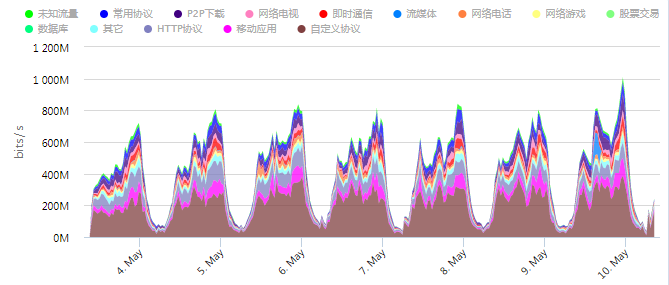 未知流量 常用协议 P2P下载 网络电视 即时通信 流媒体 网络电话 网络游戏 股票交易
数据库 其它 HTTP协议 移动应用 自定义协议
1 200M
1 000M
800M
600M
400M
200M
0M
bits/s
4. May 5. May 6. May 7. May 8. May 9. May 10. May